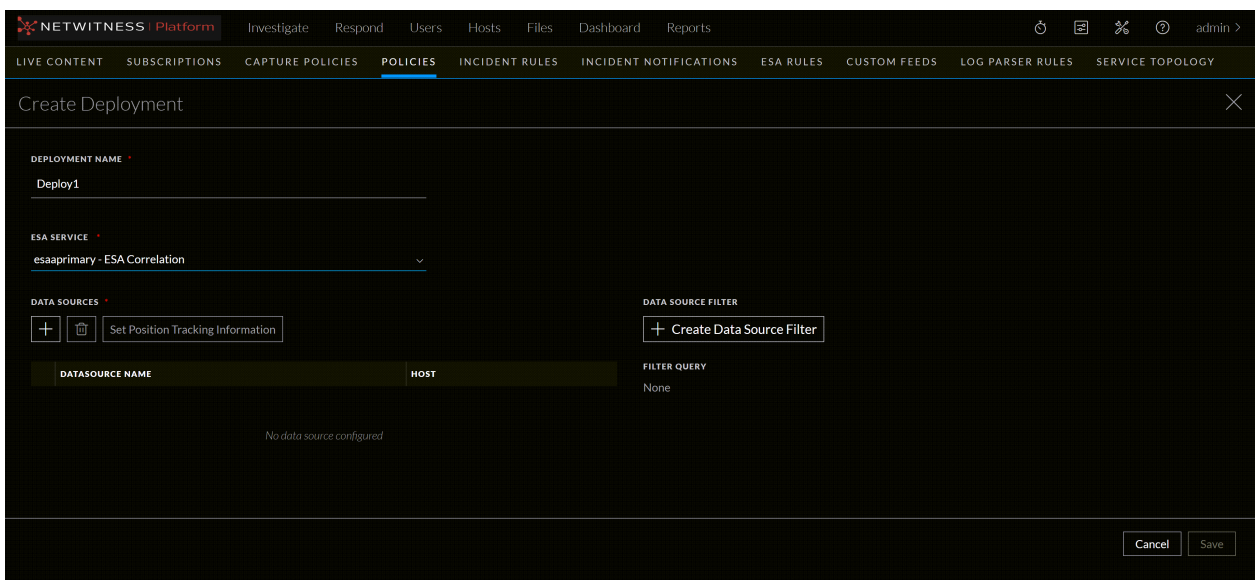 NETWITNESS | Platform Investigate Respond Users Hosts Files Dashboard Reports admin >
LIVE CONTENT SUBSCRIPTIONS CAPTURE POLICIES POLICIES INCIDENT RULES INCIDENT NOTIFICATIONS ESA RULES CUSTOM FEEDS LOG PARSER RULES SERVICE TOPOLOGY
Create Deployment
DEPLOYMENT NAME *
Deploy1
ESA SERVICE *
esaaprimary - ESA Correlation
DATA SOURCES *
Set Position Tracking Information
DATASOURCE NAME HOST
No data source configured
DATA SOURCE FILTER
+ Create Data Source Filter
FILTER QUERY
None
Cancel Save